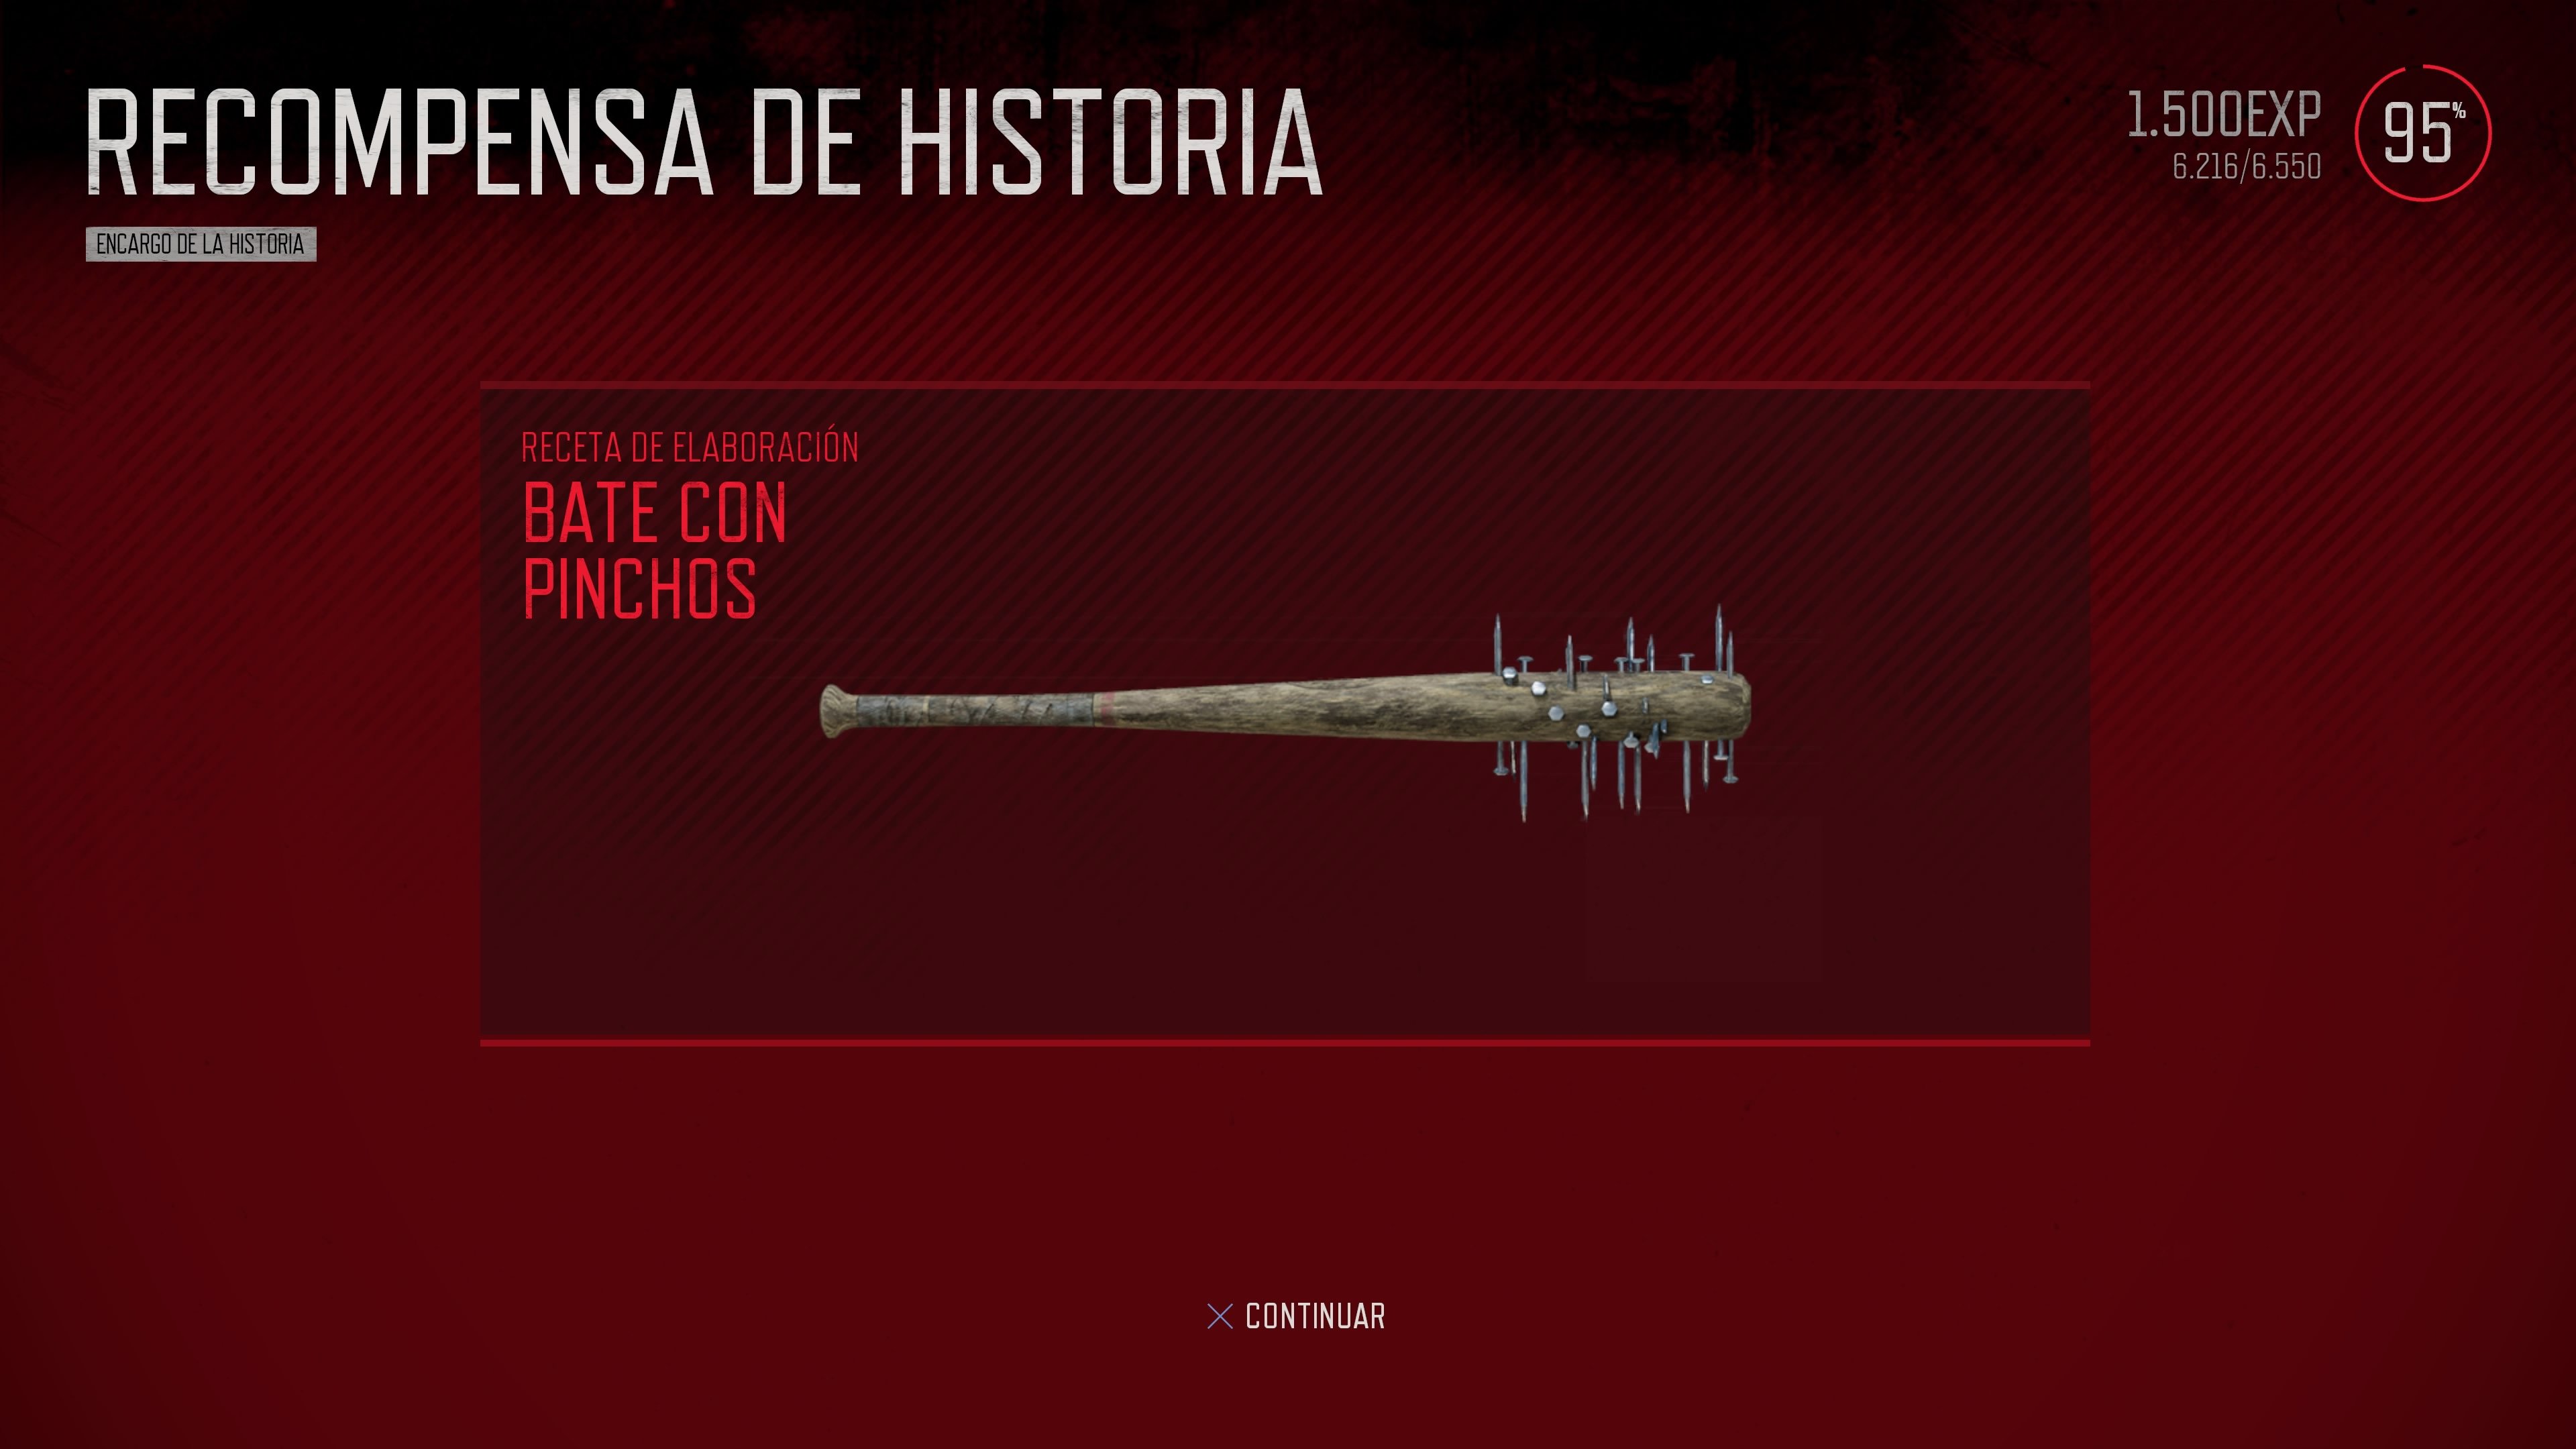 RECOMPENSA DE HISTORIA
ENCARGO DE LA HISTORIA
1.500EXP
6.216/6.550
95%
RECETA DE ELABORACIÓN
BATE CON
PINCHOS
CONTINUAR